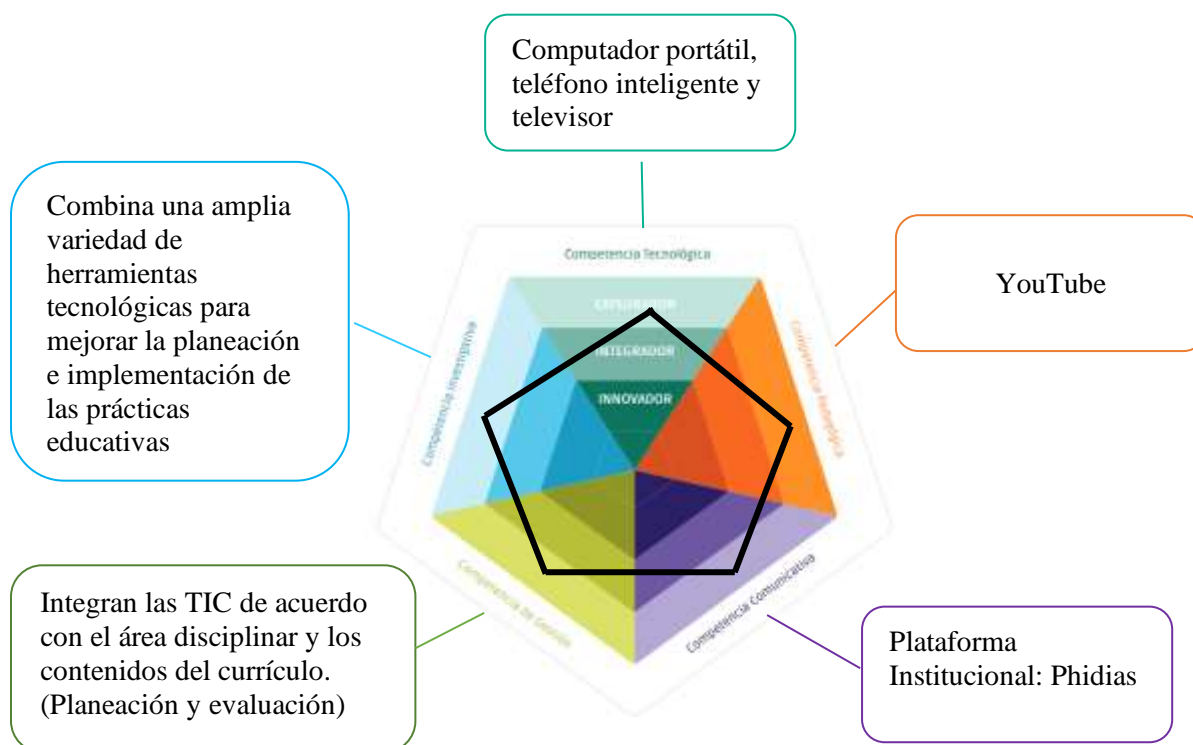 Computador portátil,
teléfono inteligente y
televisor
Combina una amplia
variedad de
herramientas
tecnológicas para
mejorar la planeación
e implementación de
las prácticas
educativas
YouTube
Competencia Tecnológica
EXPLORADOR
INTEGRADOR
INNOVADOR
Competencia Investigativa
Competencia Pedagógica
Competencia De Gestión
Competencia Comunicativa
Integran las TIC de acuerdo
con el área disciplinar y los
contenidos del currículo.
(Planeación y evaluación)
Plataforma
Institucional: Phidias